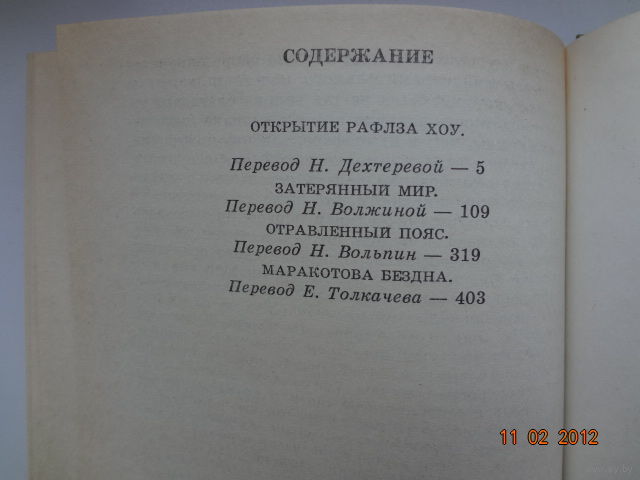 СОДЕРЖАНИЕ
ОТКРЫТИЕ РАФЛЗА ХОУ.
Перевод Н. Дехтеревой — 5
ЗАТЕРЯННЫЙ МИР.
Перевод Н. Волжиной — 109
ОТРАВЛЕННЫЙ ПОЯС.
Перевод Н. Вольпин — 319
МАРАКОТОВА БЕЗДНА.
Перевод Е. Толкачева — 403
11 02 2012